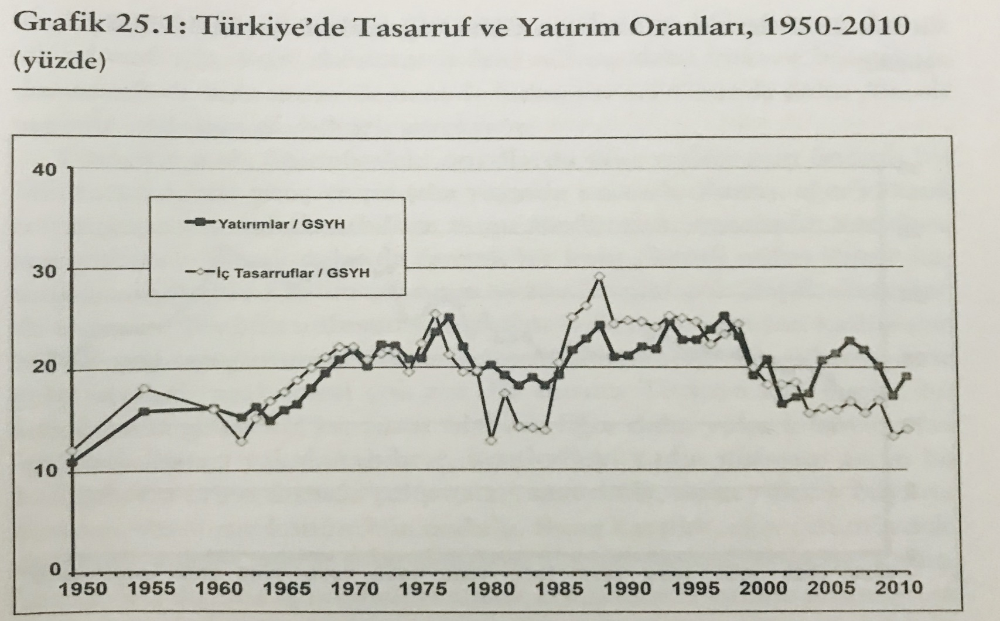 Grafik 25.1: Türkiye’de Tasarruf ve Yatırım Oranları, 1950-2010
(yüzde)
40
Yatırımlar / GSYH
30
İç Tasarruflar / GSYH
20
10
0
1950 1955 1960 1965 1970 1975 1980 1985 1990 1995 2000 2005 2010